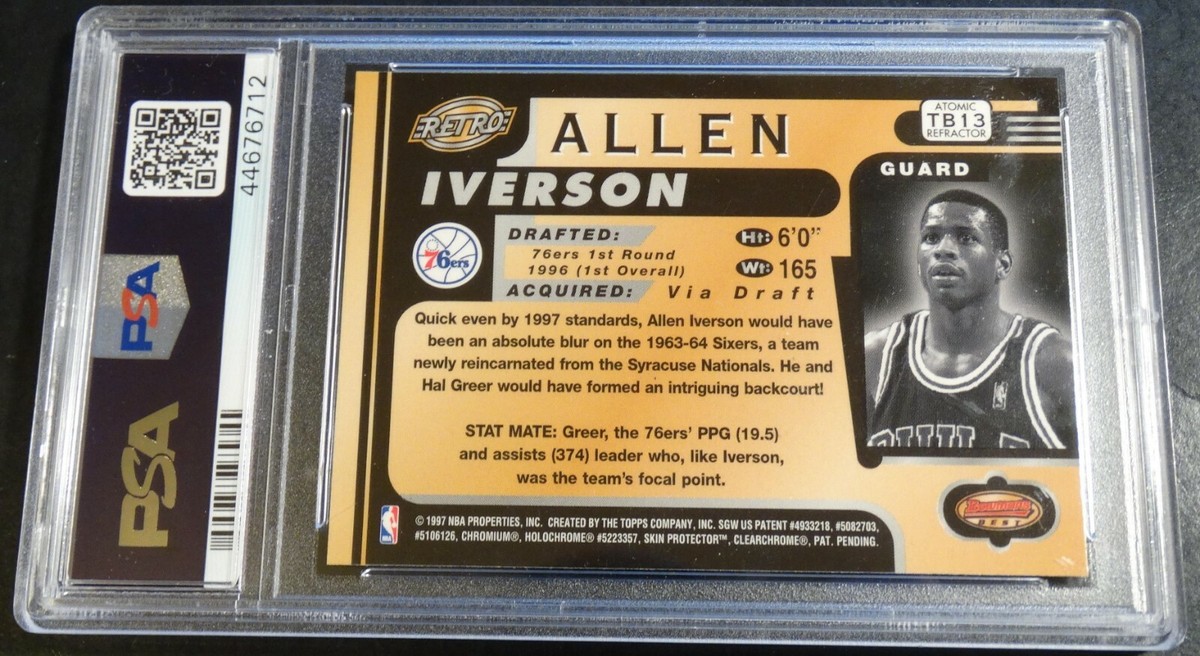 44676712
PSA
PSA
RETRO
ALLEN
IVERSON
ATOMIC
TB13
REFRACTOR
GUARD
76ers
DRAFTED:
76ers 1st Round
1996 (1st Overall)
ACQUIRED: Via Draft
Ht: 6'0"
Wt: 165
Quick even by 1997 standards, Allen Iverson would have
been an absolute blur on the 1963-64 Sixers, a team
newly reincarnated from the Syracuse Nationals. He and
Hal Greer would have formed an intriguing backcourt!
STAT MATE: Greer, the 76ers' PPG (19.5)
and assists (374) leader who, like Iverson,
was the team's focal point.
Bowman's
BEST
NBA
© 1997 NBA PROPERTIES, INC. CREATED BY THE TOPPS COMPANY, INC. SGW US PATENT #4933218, #5082703,
#5106126, CHROMIUM®, HOLOCHROME® #5223357, SKIN PROTECTOR™, CLEARCHROME®, PAT. PENDING.